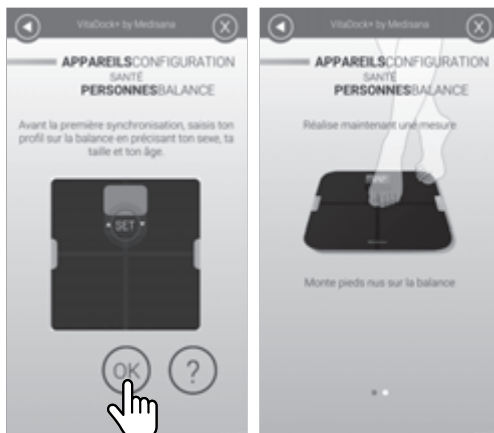 VitaDock+ by Medisana
X
APPAREILSCONFIGURATION
SANTÉ
PERSONNESBALANCE
Avant la première synchronisation, saisis ton
profil sur la balance en précisant ton sexe, ta
taille et ton âge.
SET
OK
?
VitaDock+ by Medisana
X
APPAREILSCONFIGURATION
SANTÉ
PERSONNESBALANCE
Réalise maintenant une mesure
Monte pieds nus sur la balance